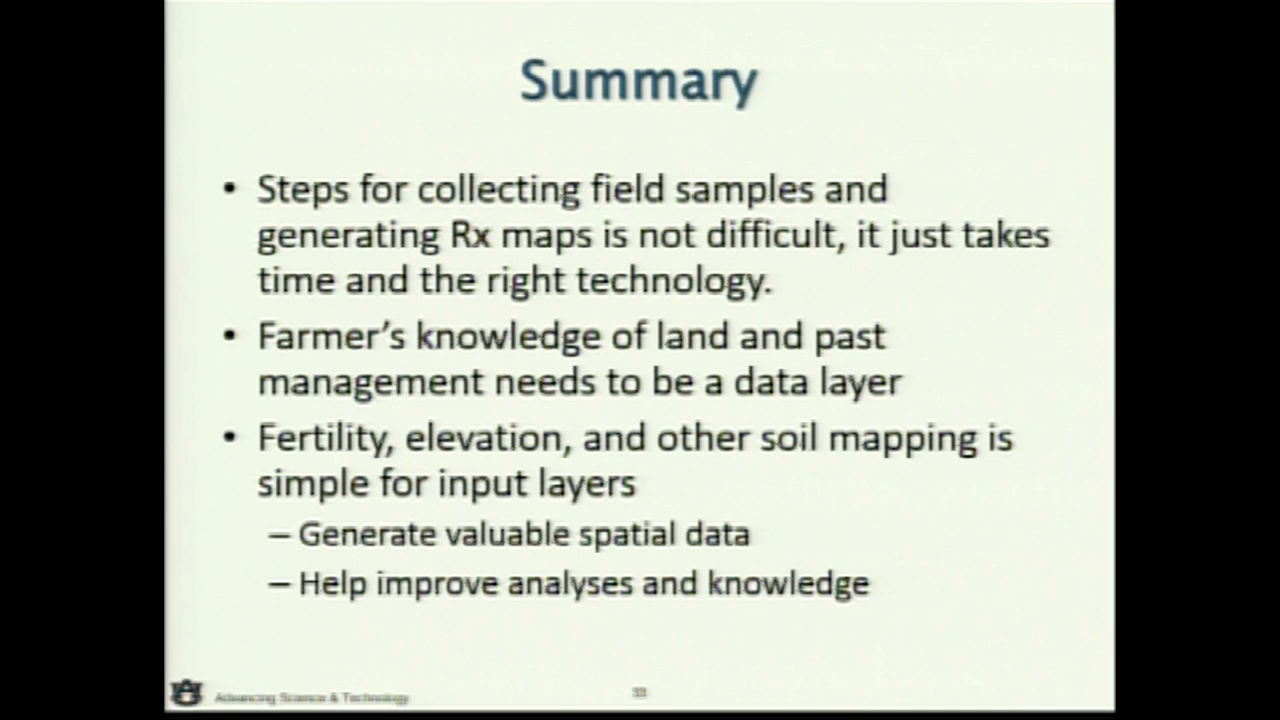 Summary
• Steps for collecting field samples and
generating Rx maps is not difficult, it just takes
time and the right technology.
• Farmer's knowledge of land and past
management needs to be a data layer
• Fertility, elevation, and other soil mapping is
simple for input layers
– Generate valuable spatial data
– Help improve analyses and knowledge
Advancing Science & Technology